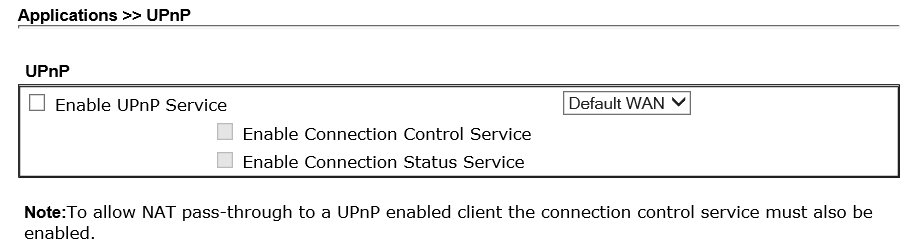 Applications >> UPnP
UPnP
Enable UPnP Service
Default WAN
Enable Connection Control Service
Enable Connection Status Service
Note:To allow NAT pass-through to a UPnP enabled client the connection control service must also be
enabled.